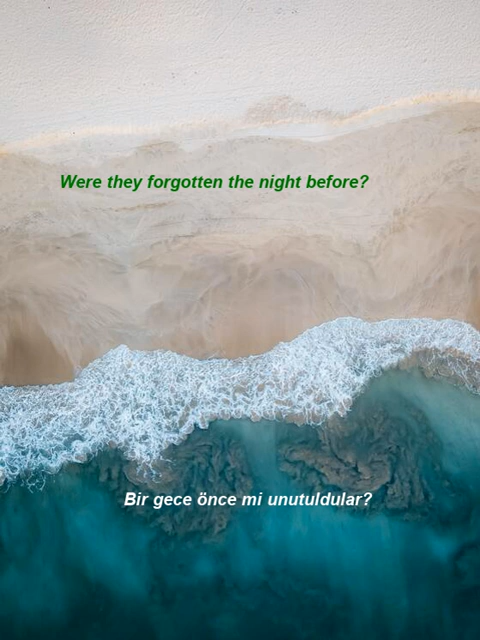 Were they forgotten the night before?
Bir gece önce mi unutuldular?